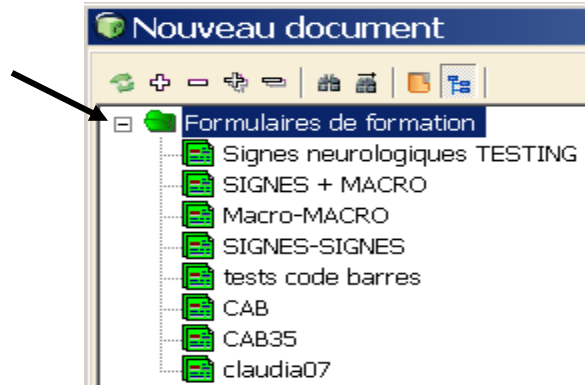 Nouveau document
Formulaires de formation
Signes neurologiques TESTING
SIGNES + MACRO
Macro-MACRO
SIGNES-SIGNES
tests code barres
CAB
CAB35
claudia07